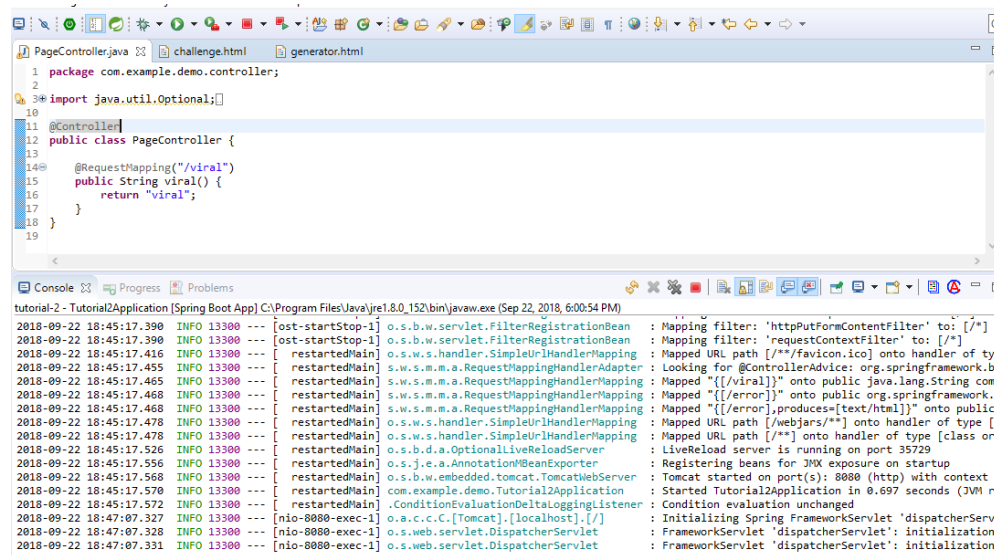 PageController.java challenge.html generator.html
1 package com.example.demo.controller;
2
3 import java.util.Optional;
10
11 @Controller
12 public class PageController {
13
14 @RequestMapping("/viral")
15 public String viral() {
16 return "viral";
17 }
18 }
19
Console Progress Problems
tutorial-2 - Tutorial2Application [Spring Boot App] C:\Program Files\Java\jre1.8.0_152\bin\javaw.exe (Sep 22, 2018, 6:00:54 PM)
2018-09-22 18:45:17.390 INFO 13300 --- [ost-startStop-1] o.s.b.w.servlet.FilterRegistrationBean : Mapping filter: 'httpPutFormContentFilter' to: [/*]
2018-09-22 18:45:17.390 INFO 13300 --- [ost-startStop-1] o.s.b.w.servlet.FilterRegistrationBean : Mapping filter: 'requestContextFilter' to: [/*]
2018-09-22 18:45:17.416 INFO 13300 --- [ restartedMain] o.s.w.s.handler.SimpleUrlHandlerMapping : Mapped URL path [/**/favicon.ico] onto handler of ty
2018-09-22 18:45:17.455 INFO 13300 --- [ restartedMain] s.w.s.m.m.a.RequestMappingHandlerAdapter : Looking for @ControllerAdvice: org.springframework.b
2018-09-22 18:45:17.465 INFO 13300 --- [ restartedMain] s.w.s.m.m.a.RequestMappingHandlerMapping : Mapped "{[/viral]}" onto public java.lang.String com
2018-09-22 18:45:17.468 INFO 13300 --- [ restartedMain] s.w.s.m.m.a.RequestMappingHandlerMapping : Mapped "{[/error]}" onto public org.springframework.
2018-09-22 18:45:17.468 INFO 13300 --- [ restartedMain] s.w.s.m.m.a.RequestMappingHandlerMapping : Mapped "{[/error],produces=[text/html]}" onto public
2018-09-22 18:45:17.478 INFO 13300 --- [ restartedMain] o.s.w.s.handler.SimpleUrlHandlerMapping : Mapped URL path [/webjars/**] onto handler of type [
2018-09-22 18:45:17.478 INFO 13300 --- [ restartedMain] o.s.w.s.handler.SimpleUrlHandlerMapping : Mapped URL path [/**] onto handler of type [class or
2018-09-22 18:45:17.526 INFO 13300 --- [ restartedMain] o.s.b.d.a.OptionalLiveReloadServer : LiveReload server is running on port 35729
2018-09-22 18:45:17.556 INFO 13300 --- [ restartedMain] o.s.j.e.a.AnnotationMBeanExporter : Registering beans for JMX exposure on startup
2018-09-22 18:45:17.568 INFO 13300 --- [ restartedMain] o.s.b.w.embedded.tomcat.TomcatWebServer : Tomcat started on port(s): 8080 (http) with context
2018-09-22 18:45:17.570 INFO 13300 --- [ restartedMain] com.example.demo.Tutorial2Application : Started Tutorial2Application in 0.697 seconds (JVM r
2018-09-22 18:45:17.572 INFO 13300 --- [ restartedMain] .ConditionEvaluationDeltaLoggingListener : Condition evaluation unchanged
2018-09-22 18:47:07.327 INFO 13300 --- [nio-8080-exec-1] o.a.c.c.C.[Tomcat].[localhost].[/] : Initializing Spring FrameworkServlet 'dispatcherServ
2018-09-22 18:47:07.328 INFO 13300 --- [nio-8080-exec-1] o.s.web.servlet.DispatcherServlet : FrameworkServlet 'dispatcherServlet': initialization
2018-09-22 18:47:07.331 INFO 13300 --- [nio-8080-exec-1] o.s.web.servlet.DispatcherServlet : FrameworkServlet 'dispatcherServlet': initialization